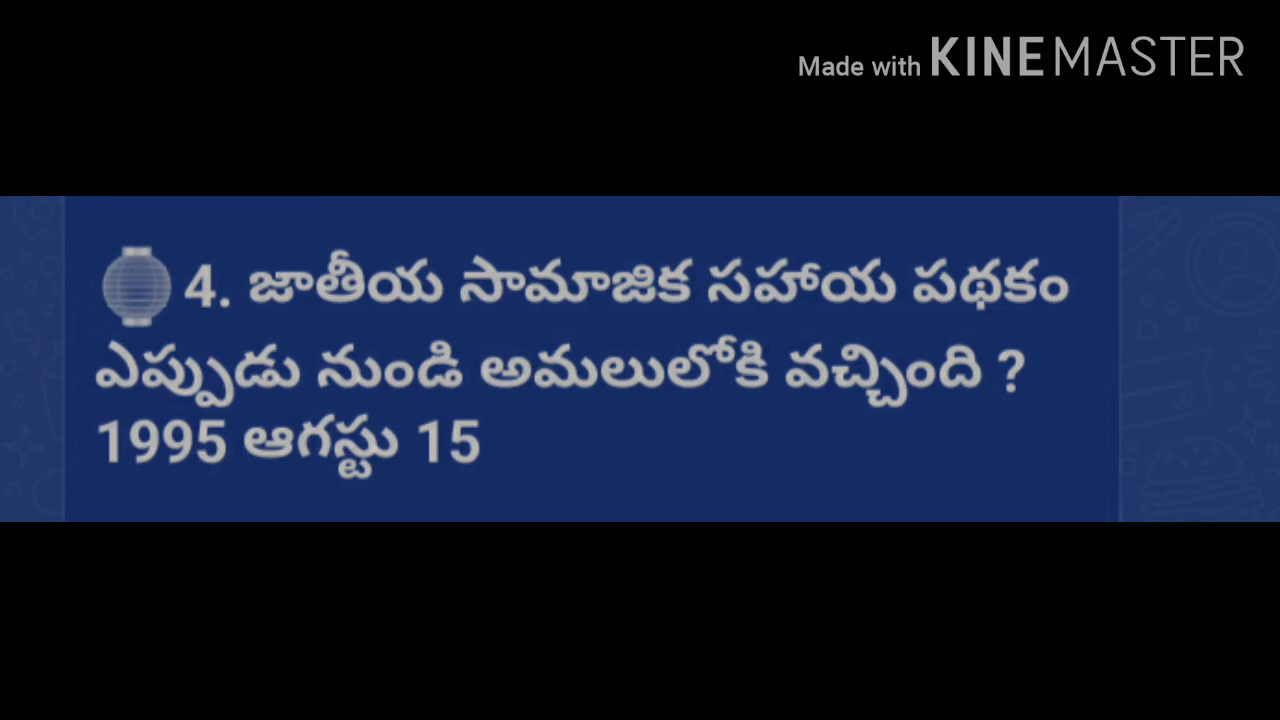 Made with KINEMASTER
4. జాతీయ సామాజిక సహాయ పథకం
ఎప్పుడు నుండి అమలులోకి వచ్చింది ?
1995 ఆగస్టు 15